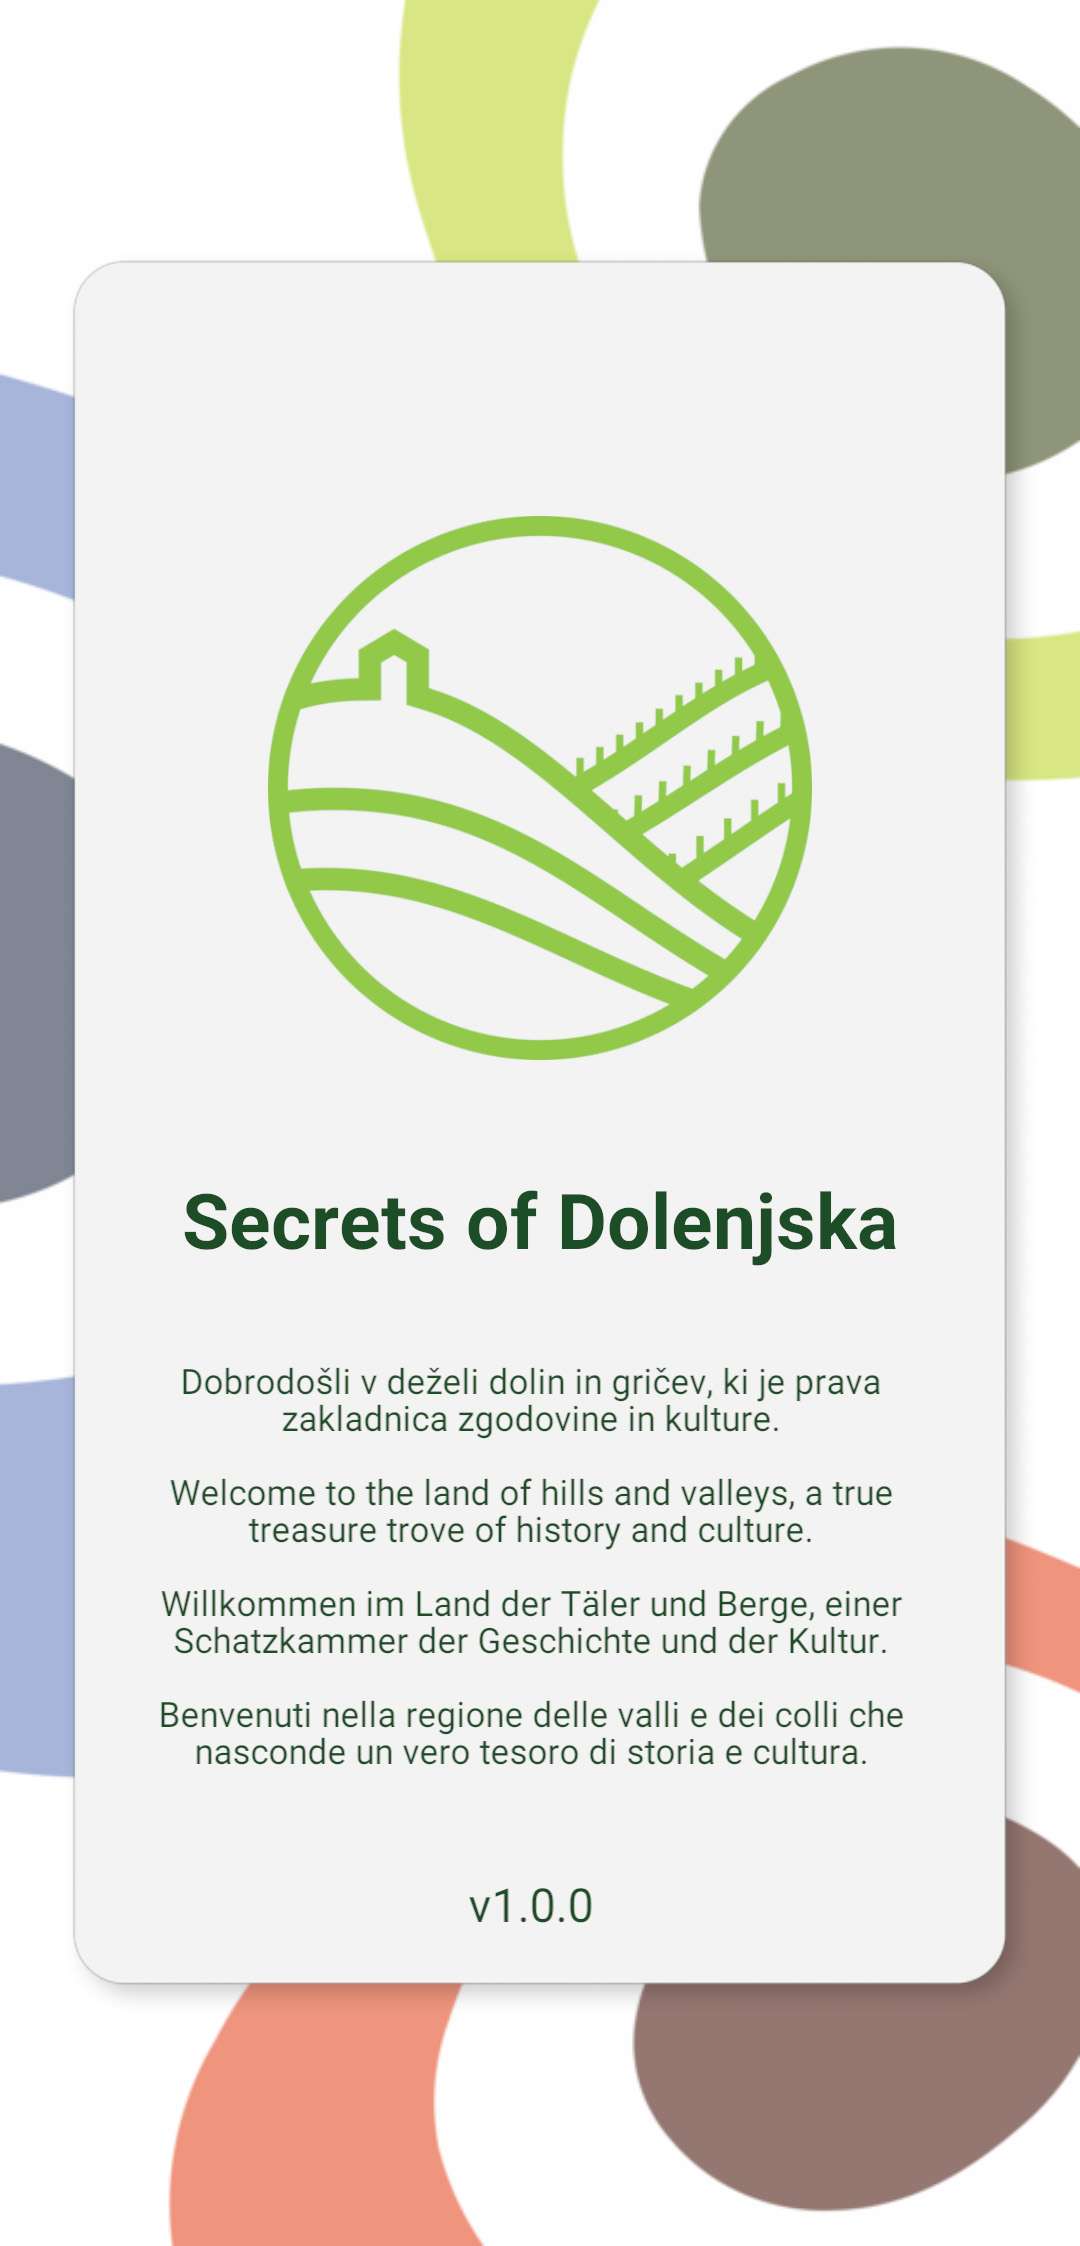 Secrets of Dolenjska
Dobrodošli v deželi dolin in gričev, ki je prava
zakladnica zgodovine in kulture.
Welcome to the land of hills and valleys, a true
treasure trove of history and culture.
Willkommen im Land der Täler und Berge, einer
Schatzkammer der Geschichte und der Kultur.
Benvenuti nella regione delle valli e dei colli che
nasconde un vero tesoro di storia e cultura.
v1.0.0